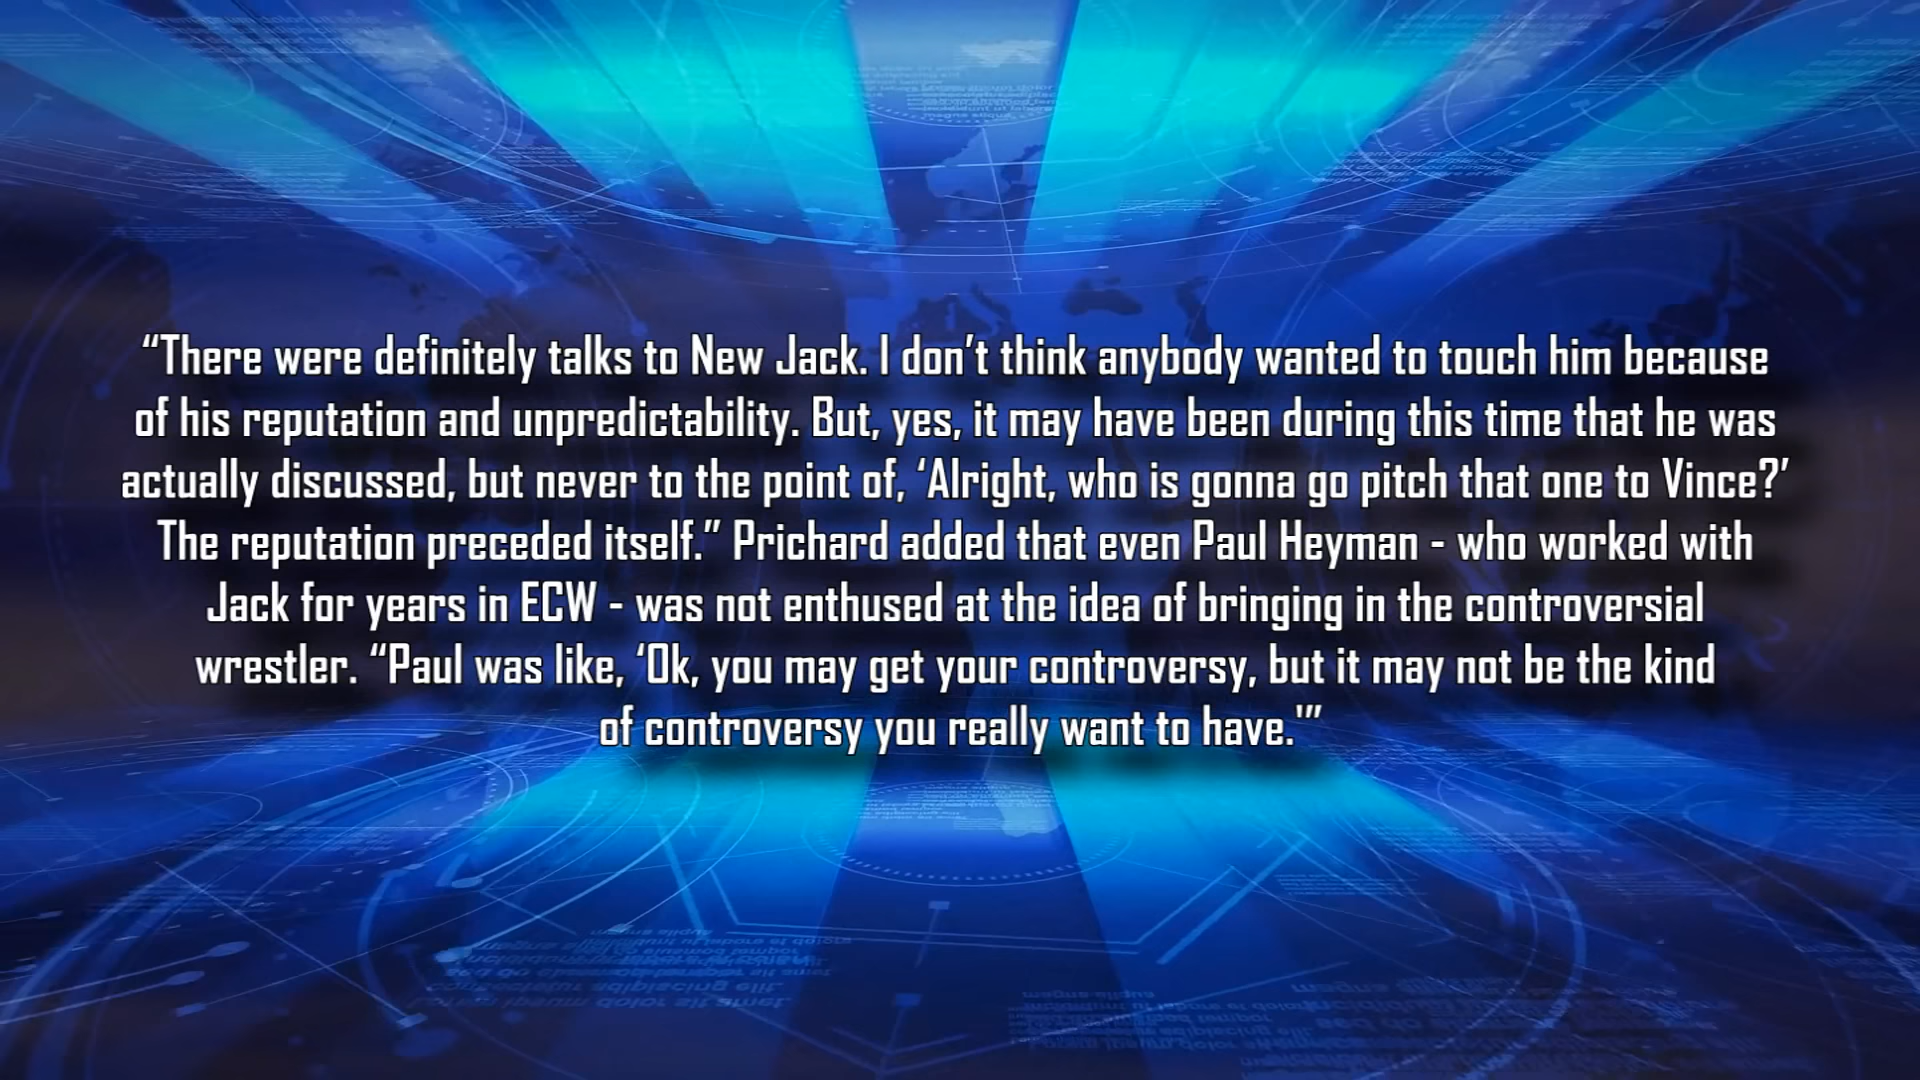 “There were definitely talks to New Jack. I don’t think anybody wanted to touch him because
of his reputation and unpredictability. But, yes, it may have been during this time that he was
actually discussed, but never to the point of, ‘Alright, who is gonna go pitch that one to Vince?’
The reputation preceded itself.” Prichard added that even Paul Heyman - who worked with
Jack for years in ECW - was not enthused at the idea of bringing in the controversial
wrestler. “Paul was like, ‘Ok, you may get your controversy, but it may not be the kind
of controversy you really want to have.'”